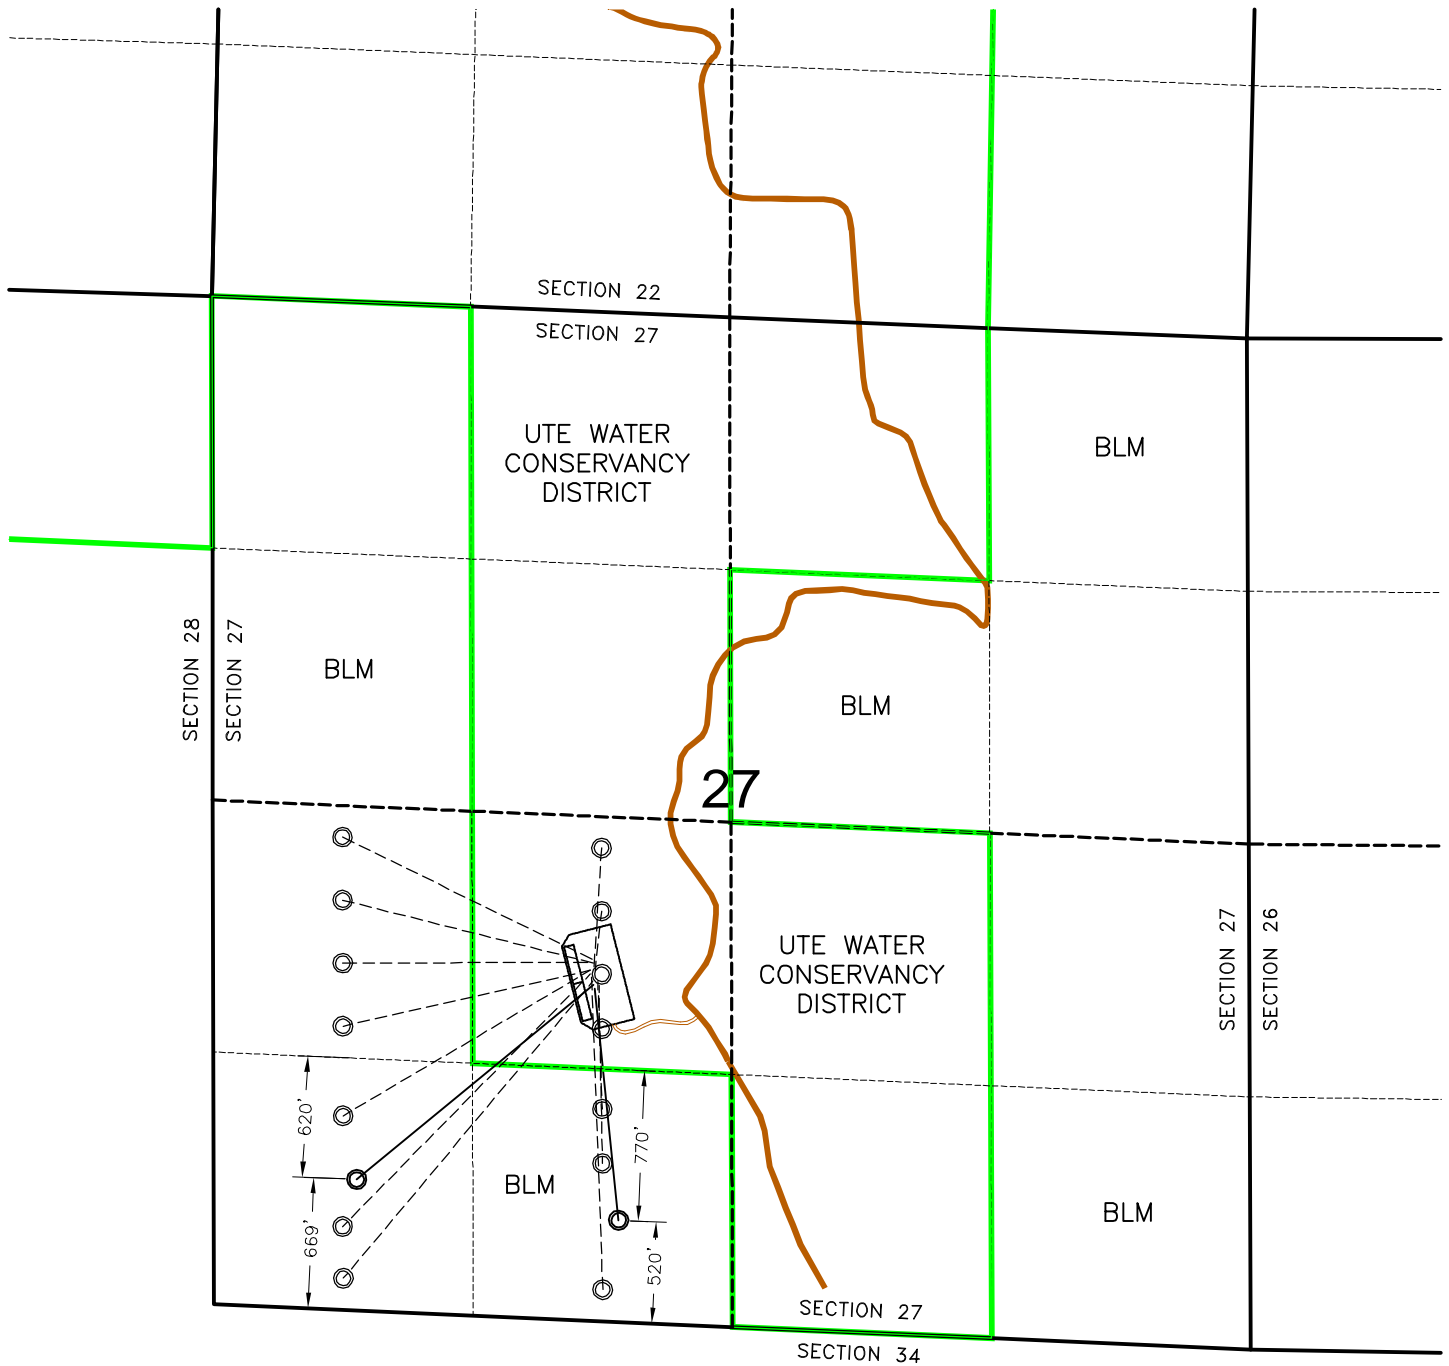 SECTION 22
SECTION 27
UTE WATER
CONSERVANCY
DISTRICT
BLM
SECTION 28
SECTION 27
BLM
BLM
27
UTE WATER
CONSERVANCY
DISTRICT
SECTION 27
SECTION 26
620'
669'
770'
520'
BLM
BLM
SECTION 27
SECTION 34